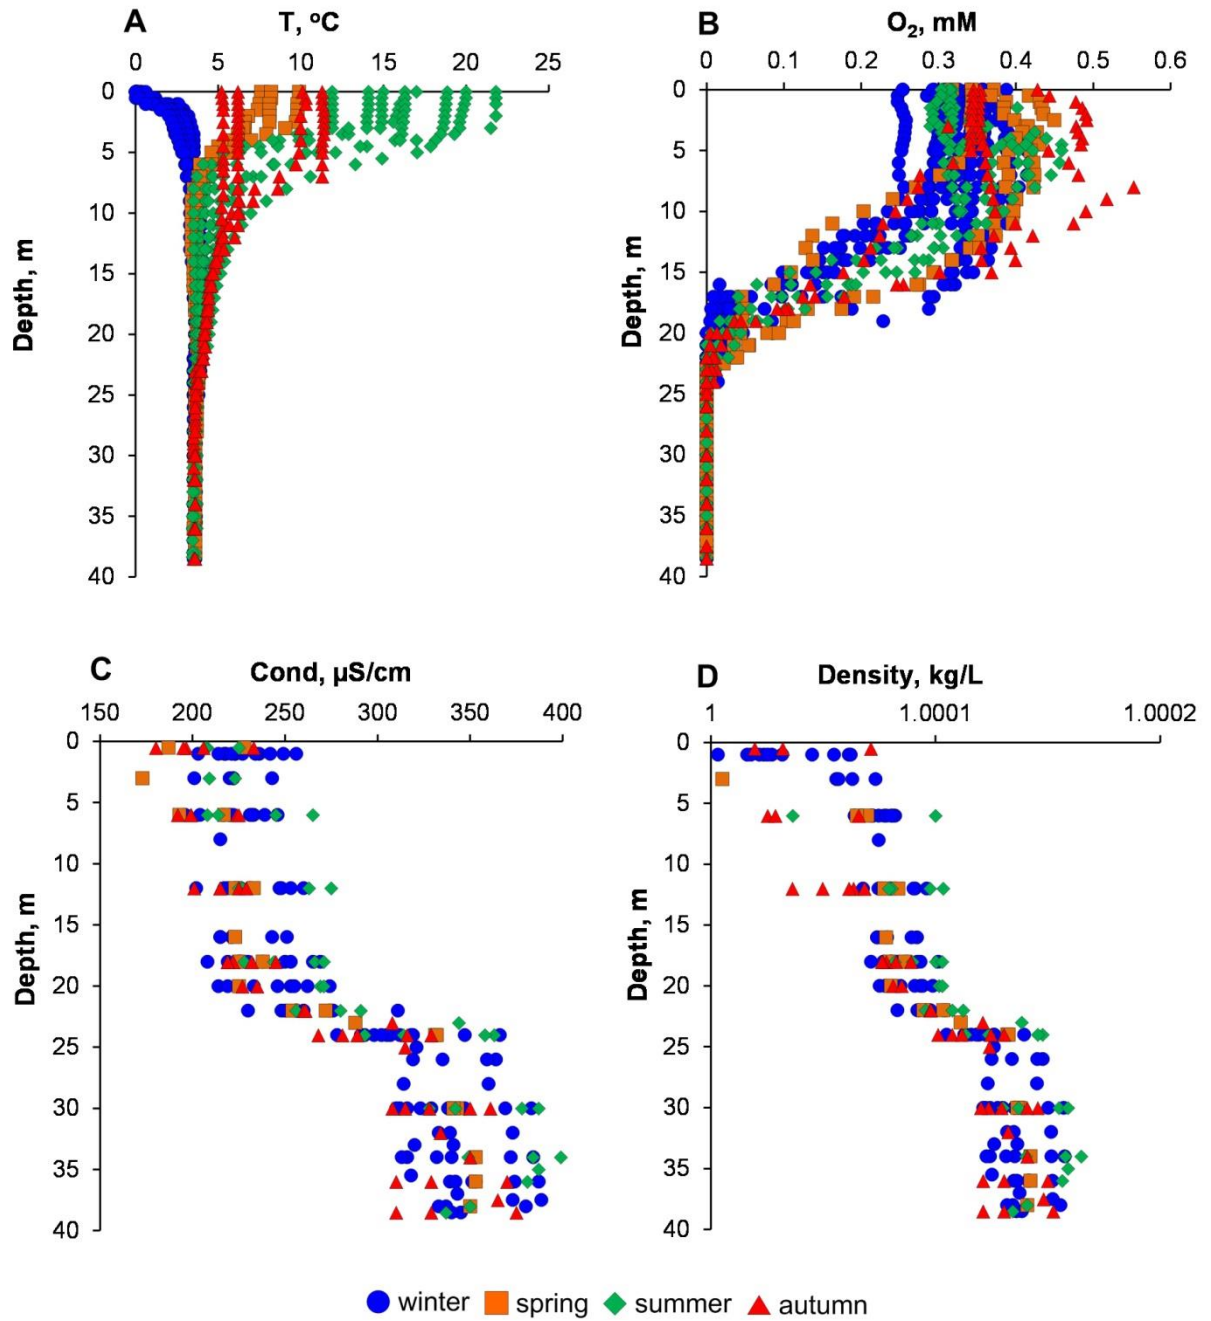 A
T, °C
0 5 10 15 20 25
0
5
10
15
20
25
30
35
40
Depth, m
B
O₂, mM
0 0.1 0.2 0.3 0.4 0.5 0.6
0
5
10
15
20
25
30
35
40
Depth, m
C
Cond, µS/cm
150 200 250 300 350 400
0
5
10
15
20
25
30
35
40
Depth, m
D
Density, kg/L
1 1.0001 1.0002
0
5
10
15
20
25
30
35
40
Depth, m
winter spring summer autumn